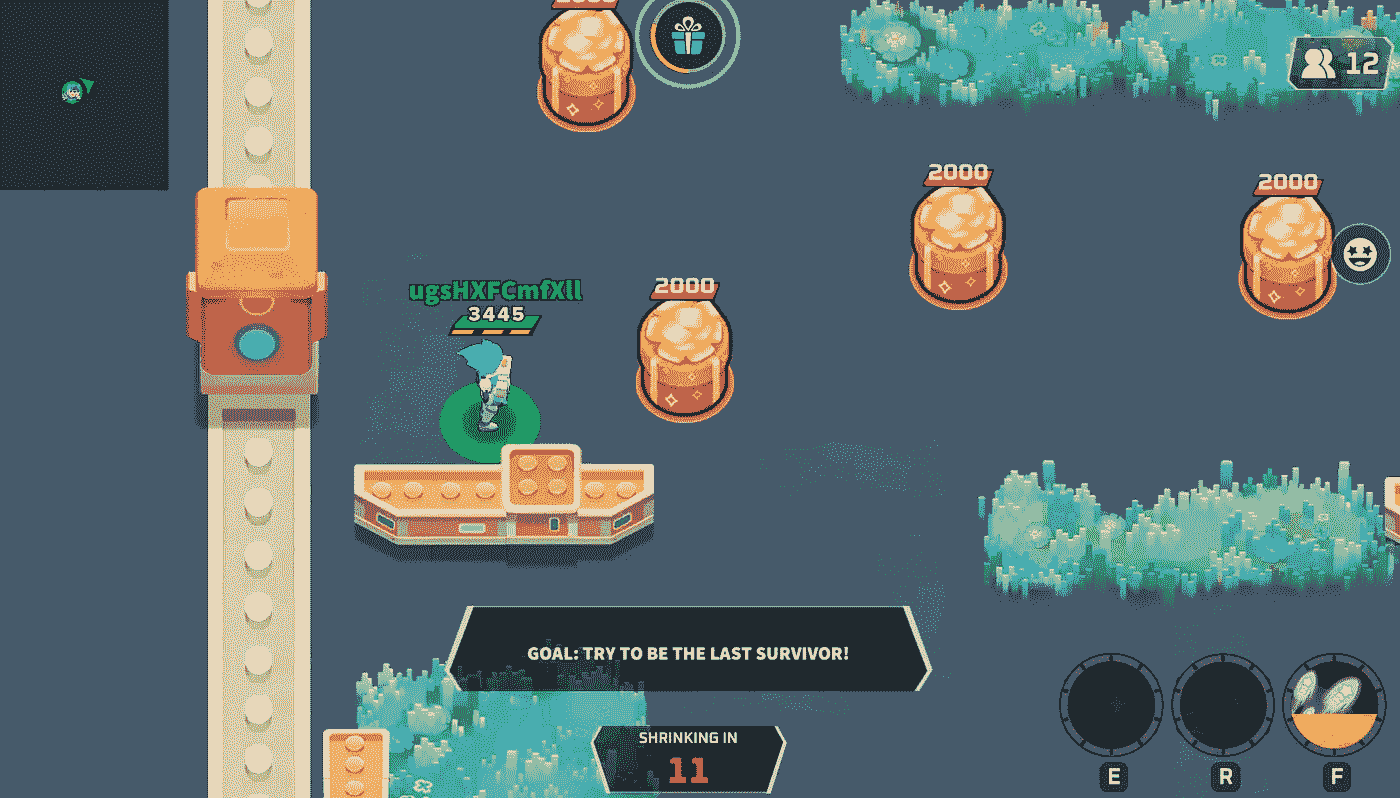 12
2000
2000
2000
ugsHXFCmfXll
3445
GOAL: TRY TO BE THE LAST SURVIVOR!
SHRINKING IN
11
E
R
F